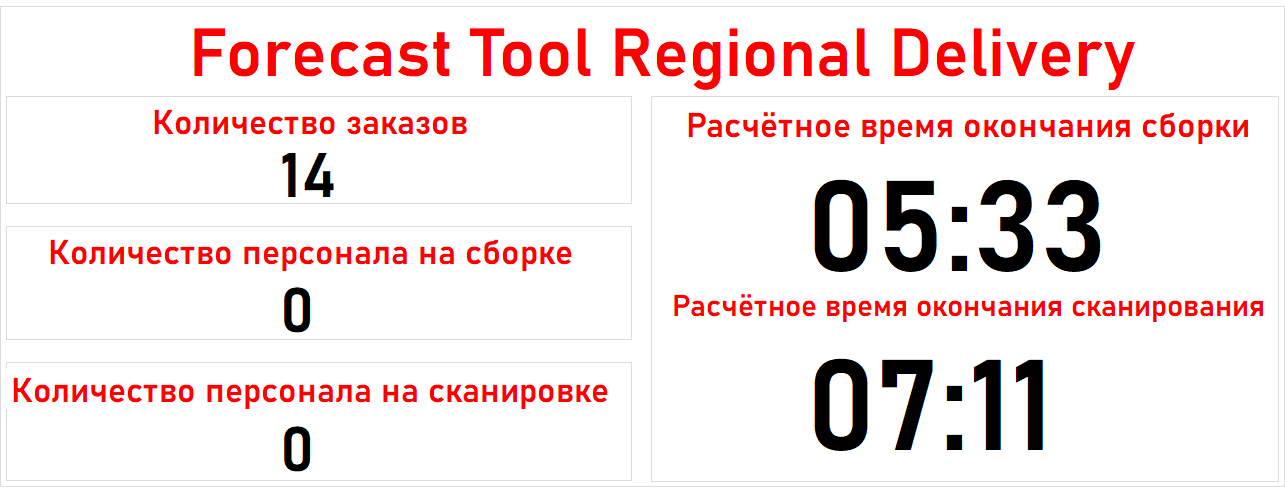 Forecast Tool Regional Delivery
Количество заказов
14
Количество персонала на сборке
0
Количество персонала на сканировке
0
Расчётное время окончания сборки
05:33
Расчётное время окончания сканирования
07:11